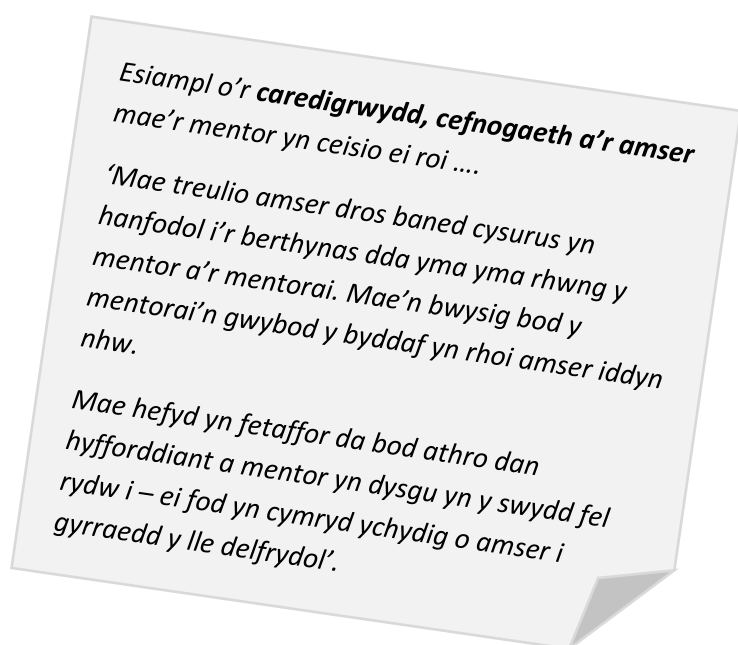 Esiampl o’r caredigrwydd, cefnogaeth a’r amser
mae’r mentor yn ceisio ei roi ....
‘Mae treulio amser dros baned cysurus yn
hanfodol i’r berthynas dda yma yma rhwng y
mentor a’r mentorai. Mae’n bwysig bod y
mentorai’n gwybod y byddaf yn rhoi amser iddyn
nhw.
Mae hefyd yn fetaffor da bod athro dan
hyfforddiant a mentor yn dysgu yn y swydd fel
rydw i – ei fod yn cymryd ychydig o amser i
gyrraedd y lle delfrydol’.